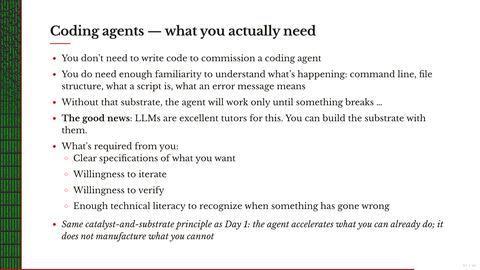 Coding agents — what you actually need
You don't need to write code to commission a coding agent
You do need enough familiarity to understand what's happening: command line, file
structure, what a script is, what an error message means
Without that substrate, the agent will work only until something breaks …
The good news: LLMs are excellent tutors for this. You can build the substrate with
them.
What's required from you:
Clear specifications of what you want
Willingness to iterate
Willingness to verify
Enough technical literacy to recognize when something has gone wrong
Same catalyst-and-substrate principle as Day 1: the agent accelerates what you can already do; it
does not manufacture what you cannot